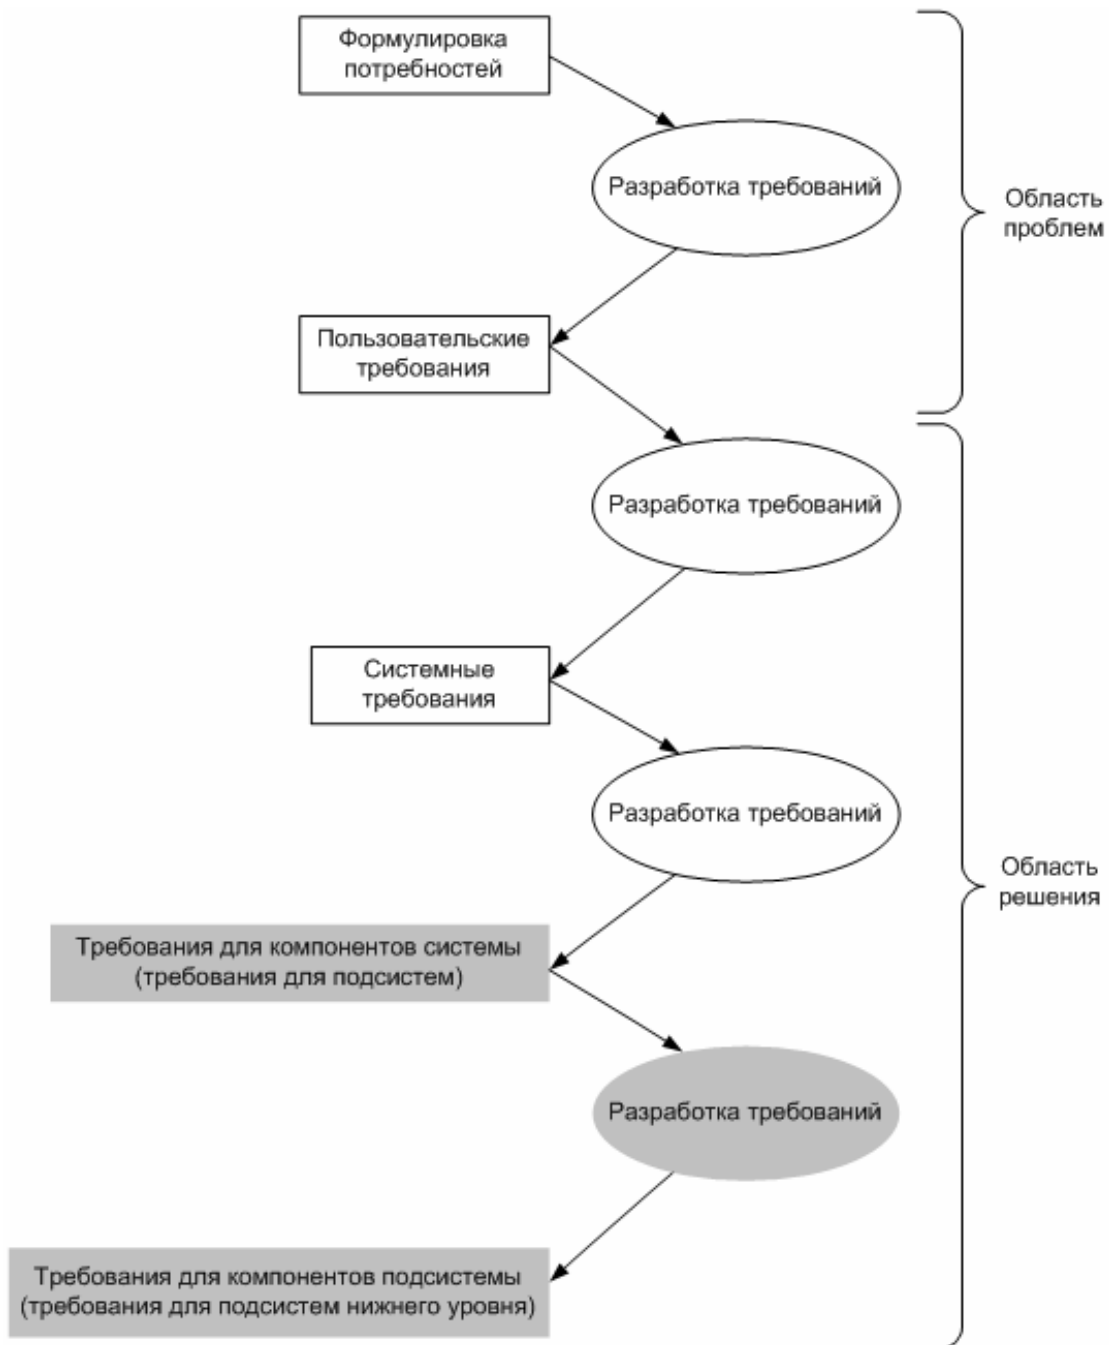 Формулировка
потребностей
Разработка требований
Область
проблем
Пользовательские
требования
Разработка требований
Системные
требования
Разработка требований
Область
решения
Требования для компонентов системы
(требования для подсистем)
Разработка требований
Требования для компонентов подсистемы
(требования для подсистем нижнего уровня)